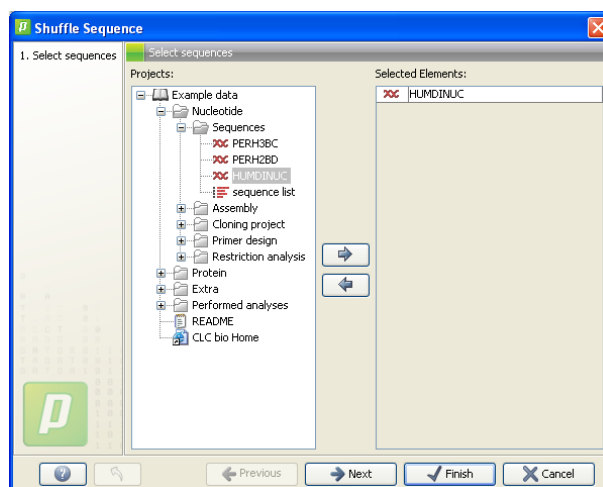 Shuffle Sequence
1. Select sequences
Select sequences
Projects:
Example data
Nucleotide
Sequences
PERH3BC
PERH2BD
HUMDINUC
sequence list
Assembly
Cloning project
Primer design
Restriction analysis
Protein
Extra
Performed analyses
README
CLC bio Home
Selected Elements:
HUMDINUC
?
Previous
Next
Finish
Cancel